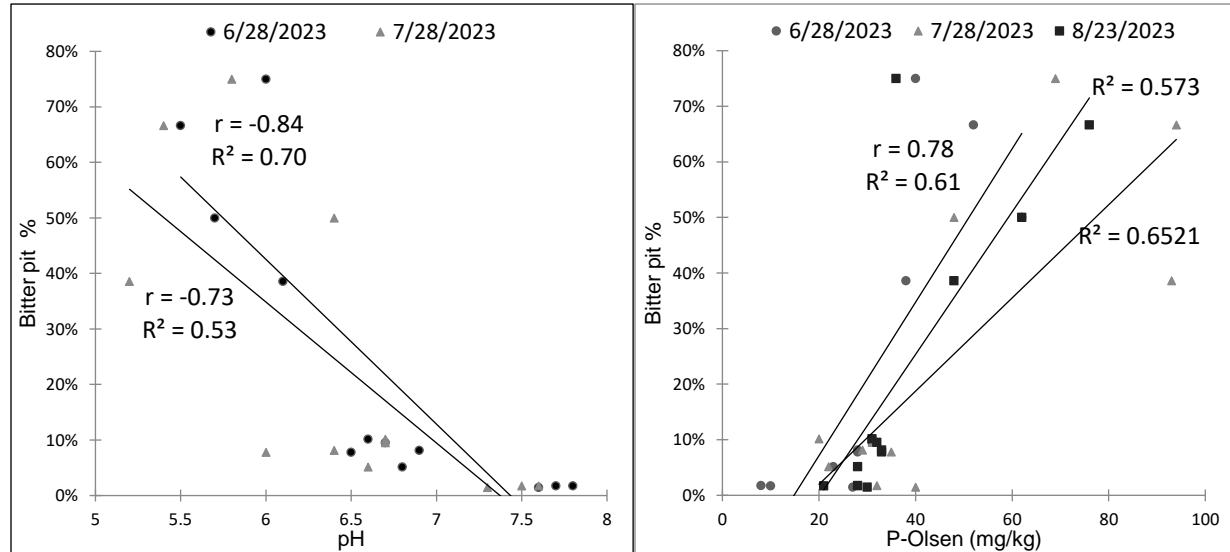 6/28/2023 7/28/2023
80%
70%
60%
50%
40%
30%
20%
10%
0%
Bitter pit %
r = -0.84
R² = 0.70
r = -0.73
R² = 0.53
5 5.5 6 6.5 7 7.5 8
pH
6/28/2023 7/28/2023 8/23/2023
80%
70%
60%
50%
40%
30%
20%
10%
0%
Bitter pit %
R² = 0.573
r = 0.78
R² = 0.61
R² = 0.6521
0 20 40 60 80 100
P-Olsen (mg/kg)